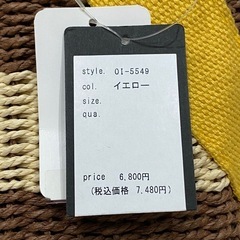 style. OI-5549
col. イエロー
size.
qua.
price 6,800円
(税込価格 7,480円)